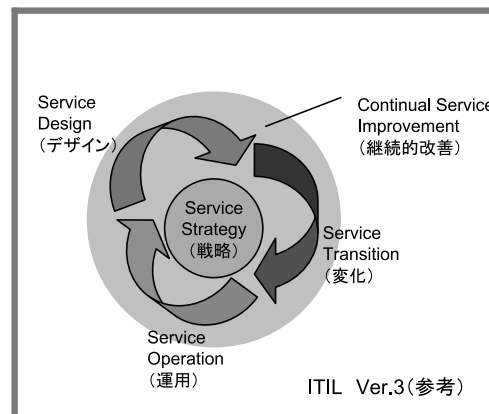 Service
Design
（デザイン）
Continual Service
Improvement
（継続的改善）
Service
Strategy
（戦略）
Service
Transition
（変化）
Service
Operation
（運用）
ITIL Ver.3（参考）